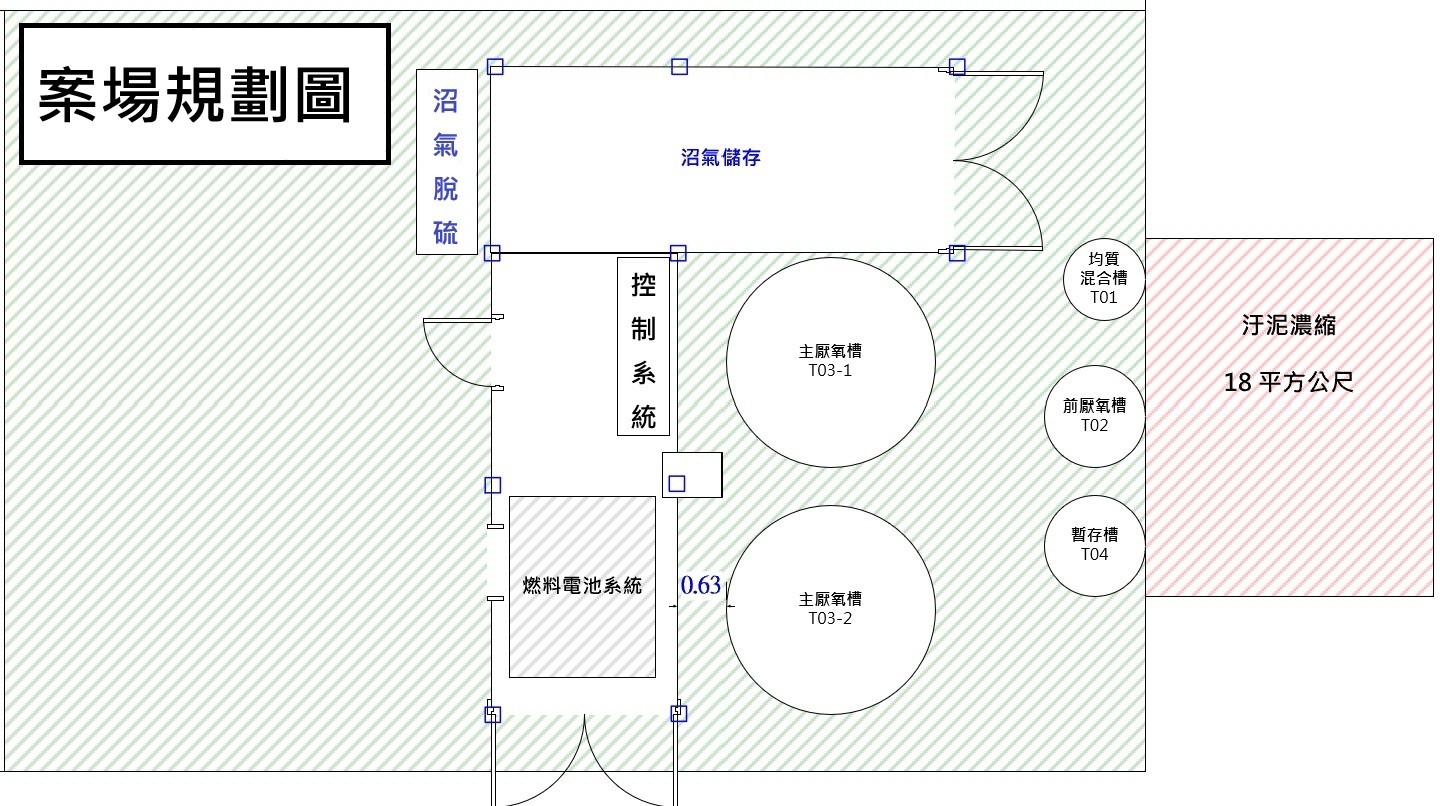 案場規劃圖
沼
氣
脫
硫
沼氣儲存
控
制
系
統
均質
混合槽
T01
主厭氧槽
T03-1
前厭氧槽
T02
汙泥濃縮
18 平方公尺
暫存槽
T04
燃料電池系統
0.63
主厭氧槽
T03-2